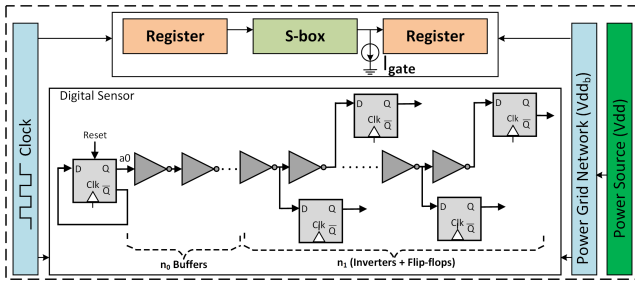 Register
S-box
Register
I gate
Clock
Digital Sensor
Reset
a0
D Q
Clk Q̅
D Q
Clk Q̅
D Q
Clk Q̅
D Q
Clk Q̅
D Q
Clk Q̅
n₀ Buffers
n₁ (Inverters + Flip-flops)
Power Grid Network (Vdd_b)
Power Source (Vdd)